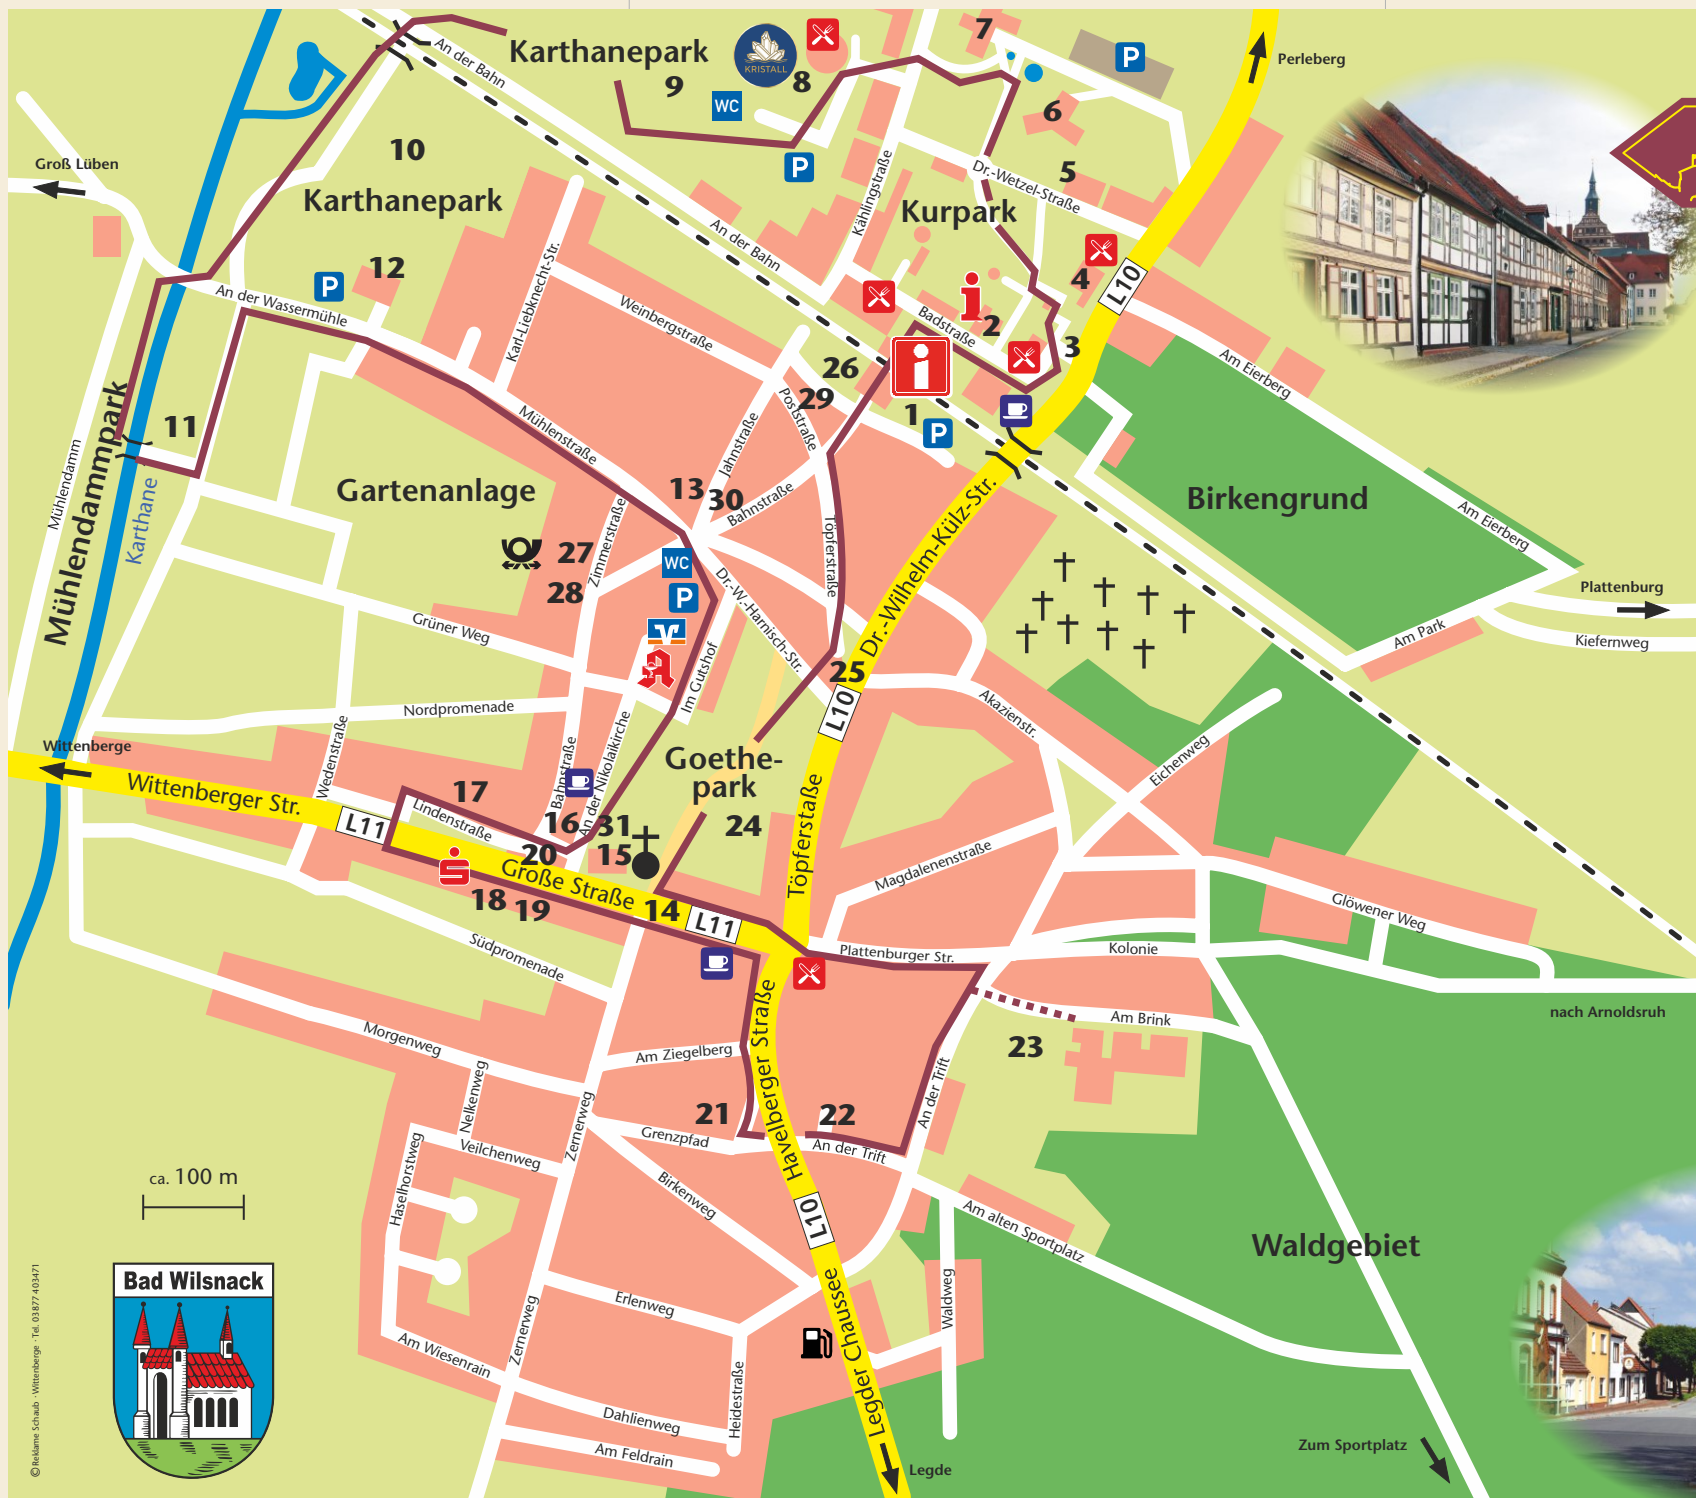 7
Karthanepark
KRISTALL
8
P
Perleberg
An der Bahn
9
WC
6
10
Groß Lüben
P
Dr.-Wetzel-Straße
5
Karthanepark
Kählingstraße
Kurpark
An der Bahn
12
P
4
L10
An der Wassermühle
Karl-Liebknecht-Str.
Weinbergstraße
i
Badstraße
2
3
Am Eierberg
26
i
29
Poststraße
1
P
11
Mühlenstraße
Jahnstraße
Mühlendamm
Mühlendammpark
Karthane
Gartenanlage
13
30
Bahnstraße
Töpferstraße
Dr.-Wilhelm-Külz-Str.
Birkengrund
Am Eierberg
27
28
Zimmerstraße
WC
P
Dr.-W.-Harnisch-Str.
Plattenburg
Grüner Weg
Am Park
Kiefernweg
A
Im Gutshof
25
L10
Nordpromenade
Akazienstr.
Wittenberge
Wedenstraße
Bahnstraße
An der Nikolaikirche
Goethe-
park
Eichenweg
Wittenberger Str.
L11
17
Lindenstraße
16
31
24
Töpferstaße
20
15
Große Straße
Magdalenenstraße
18
19
14
L11
Glöwener Weg
Südpromenade
Plattenburger Str.
Kolonie
Havelberger Straße
Am Brink
nach Arnoldsruh
Morgenweg
Am Ziegelberg
23
Nelkenweg
An der Trift
21
22
Zernerweg
Grenzpfad
An der Trift
Veilchenweg
Haselhorstweg
Birkenweg
ca. 100 m
L10
Am alten Sportplatz
Waldgebiet
Bad Wilsnack
Erlenweg
Waldweg
Zernerweg
Am Wiesenrain
Heidestraße
Legder Chaussee
Dahlienweg
Am Feldrain
Zum Sportplatz
Legde
© Reklame Schaub · Wittenberge · Tel. 03877 403471